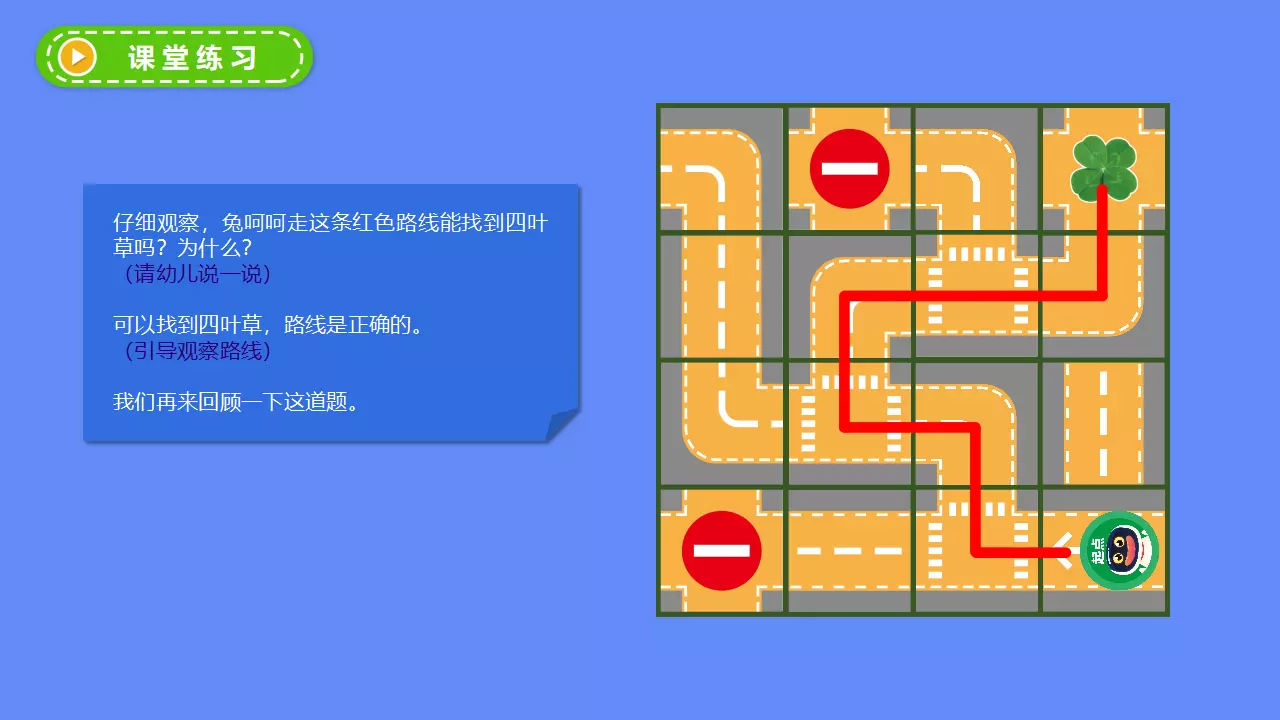 课堂练习
仔细观察，兔呵呵走这条红色路线能找到四叶
草吗？为什么？
（请幼儿说一说）
可以找到四叶草，路线是正确的。
（引导观察路线）
我们再来回顾一下这道题。
起点